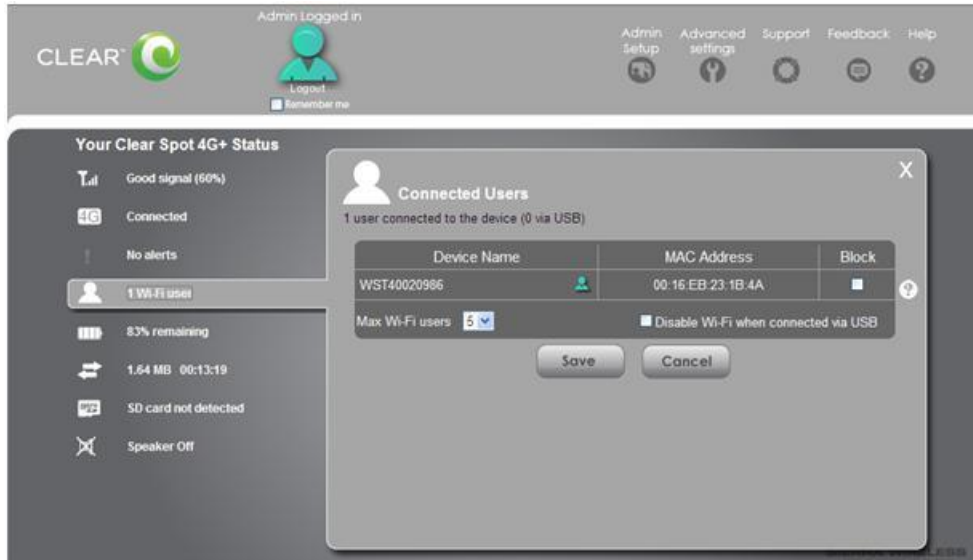 CLEAR
Admin Logged in
Logout
Remember me
Admin Setup
Advanced settings
Support
Feedback
Help
Your Clear Spot 4G+ Status
Good signal (60%)
4G Connected
No alerts
1 Wi-Fi user
83% remaining
1.64 MB 00:13:19
SD card not detected
Speaker Off
X
Connected Users
1 user connected to the device (0 via USB)
Device Name MAC Address Block
WST40020986 00:16:EB:23:1B:4A
Max Wi-Fi users 5 Disable Wi-Fi when connected via USB
Save Cancel